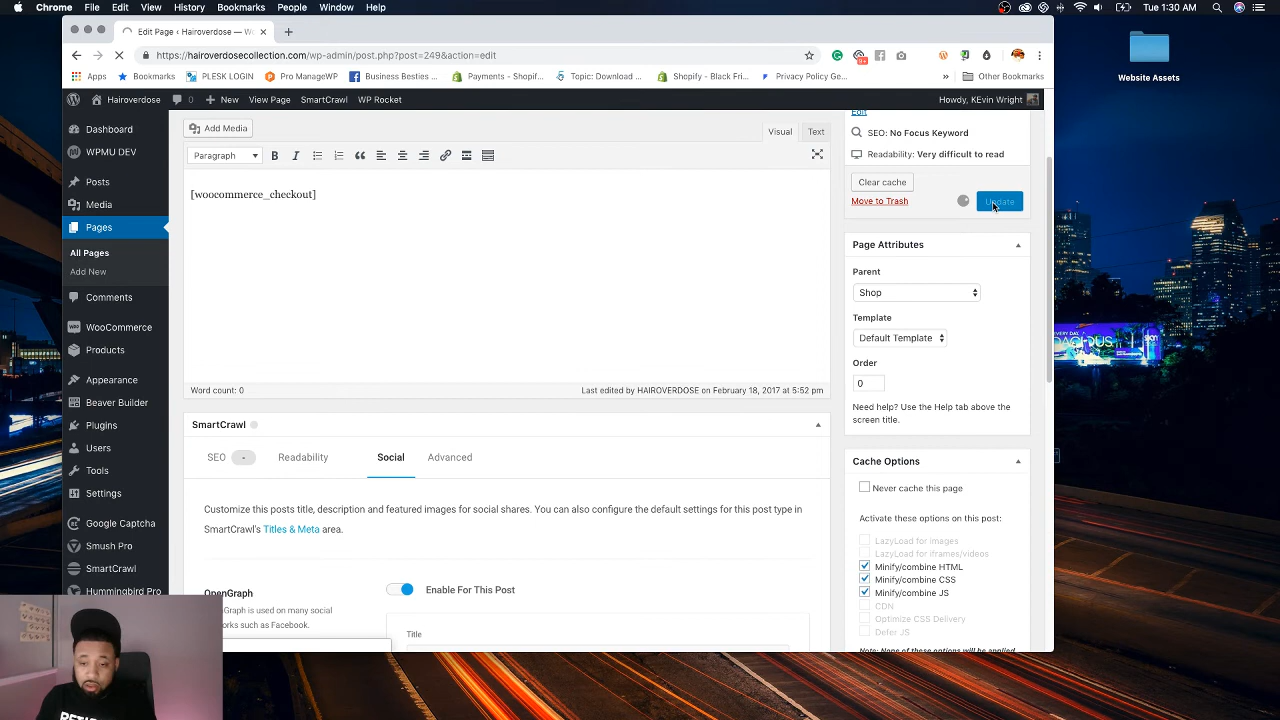 Chrome File Edit View History Bookmarks People Window Help Tue 1:30 AM
Edit Page ‹ Hairoverdose — Wo
https://hairoverdosecollection.com/wp-admin/post.php?post=249&action=edit
Apps Bookmarks PLESK LOGIN Pro ManageWP Business Besties ... Payments - Shopif... Topic: Download ... Shopify - Black Fri... Privacy Policy Ge... » Other Bookmarks
Hairoverdose 0 New View Page SmartCrawl WP Rocket Howdy, KEvin Wright
Website Assets
Dashboard
WPMU DEV
Posts
Media
Pages
All Pages
Add New
Comments
WooCommerce
Products
Appearance
Beaver Builder
Plugins
Users
Tools
Settings
Google Captcha
Smush Pro
SmartCrawl
Hummingbird Pro
Add Media Visual Text
Paragraph B I
[woocommerce_checkout]
Word count: 0 Last edited by HAIROVERDOSE on February 18, 2017 at 5:52 pm
SmartCrawl
SEO - Readability Social Advanced
Customize this posts title, description and featured images for social shares. You can also configure the default settings for this post type in
SmartCrawl's Titles & Meta area.
OpenGraph Enable For This Post
nGraph is used on many social
orks such as Facebook.
Title
Edit
SEO: No Focus Keyword
Readability: Very difficult to read
Clear cache
Move to Trash Update
Page Attributes
Parent
Shop
Template
Default Template
Order
0
Need help? Use the Help tab above the
screen title.
Cache Options
Never cache this page
Activate these options on this post:
LazyLoad for images
LazyLoad for iframes/videos
Minify/combine HTML
Minify/combine CSS
Minify/combine JS
CDN
Optimize CSS Delivery
Defer JS
Note: None of these options will be applied